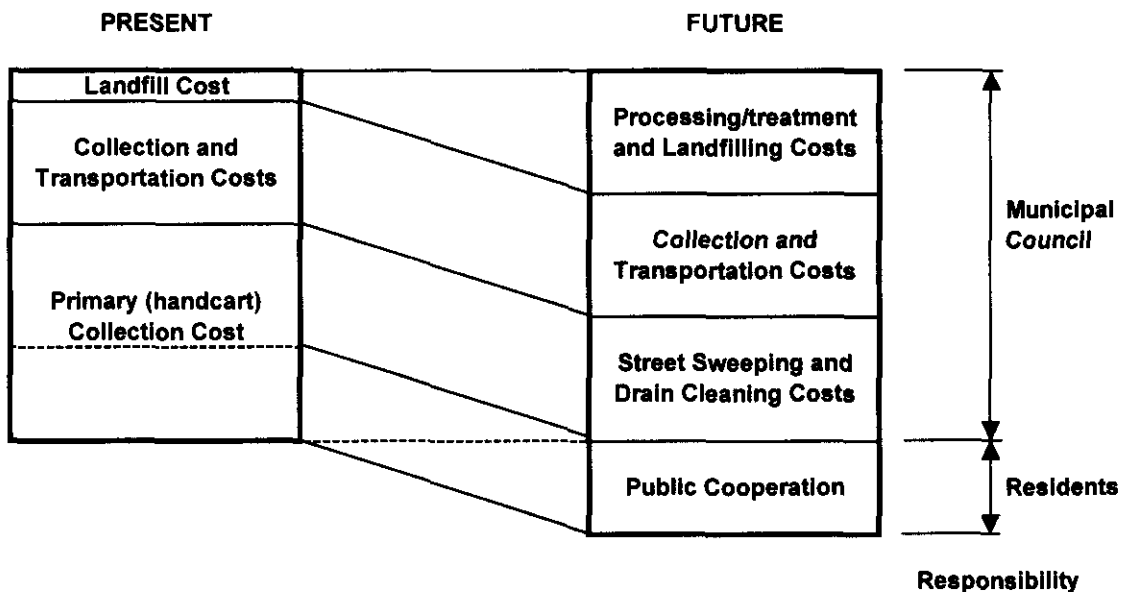 PRESENT
FUTURE
Landfill Cost
Collection and
Transportation Costs
Primary (handcart)
Collection Cost
Processing/treatment
and Landfilling Costs
Collection and
Transportation Costs
Street Sweeping and
Drain Cleaning Costs
Public Cooperation
Municipal
Council
Residents
Responsibility